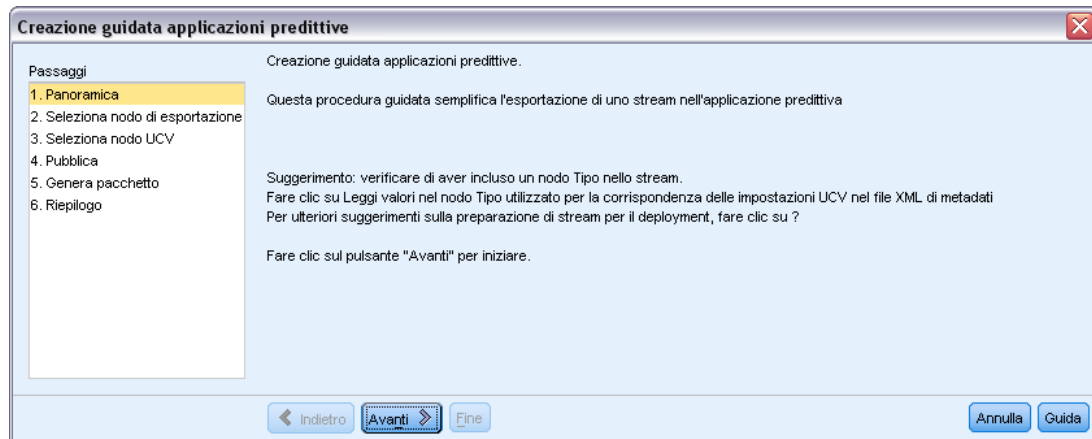 Creazione guidata applicazioni predittive
Passaggi
1. Panoramica
2. Seleziona nodo di esportazione
3. Seleziona nodo UCV
4. Pubblica
5. Genera pacchetto
6. Riepilogo
Creazione guidata applicazioni predittive.
Questa procedura guidata semplifica l'esportazione di uno stream nell'applicazione predittiva
Suggerimento: verificare di aver incluso un nodo Tipo nello stream.
Fare clic su Leggi valori nel nodo Tipo utilizzato per la corrispondenza delle impostazioni UCV nel file XML di metadati
Per ulteriori suggerimenti sulla preparazione di stream per il deployment, fare clic su ?
Fare clic sul pulsante "Avanti" per iniziare.
Indietro
Avanti
Fine
Annulla
Guida